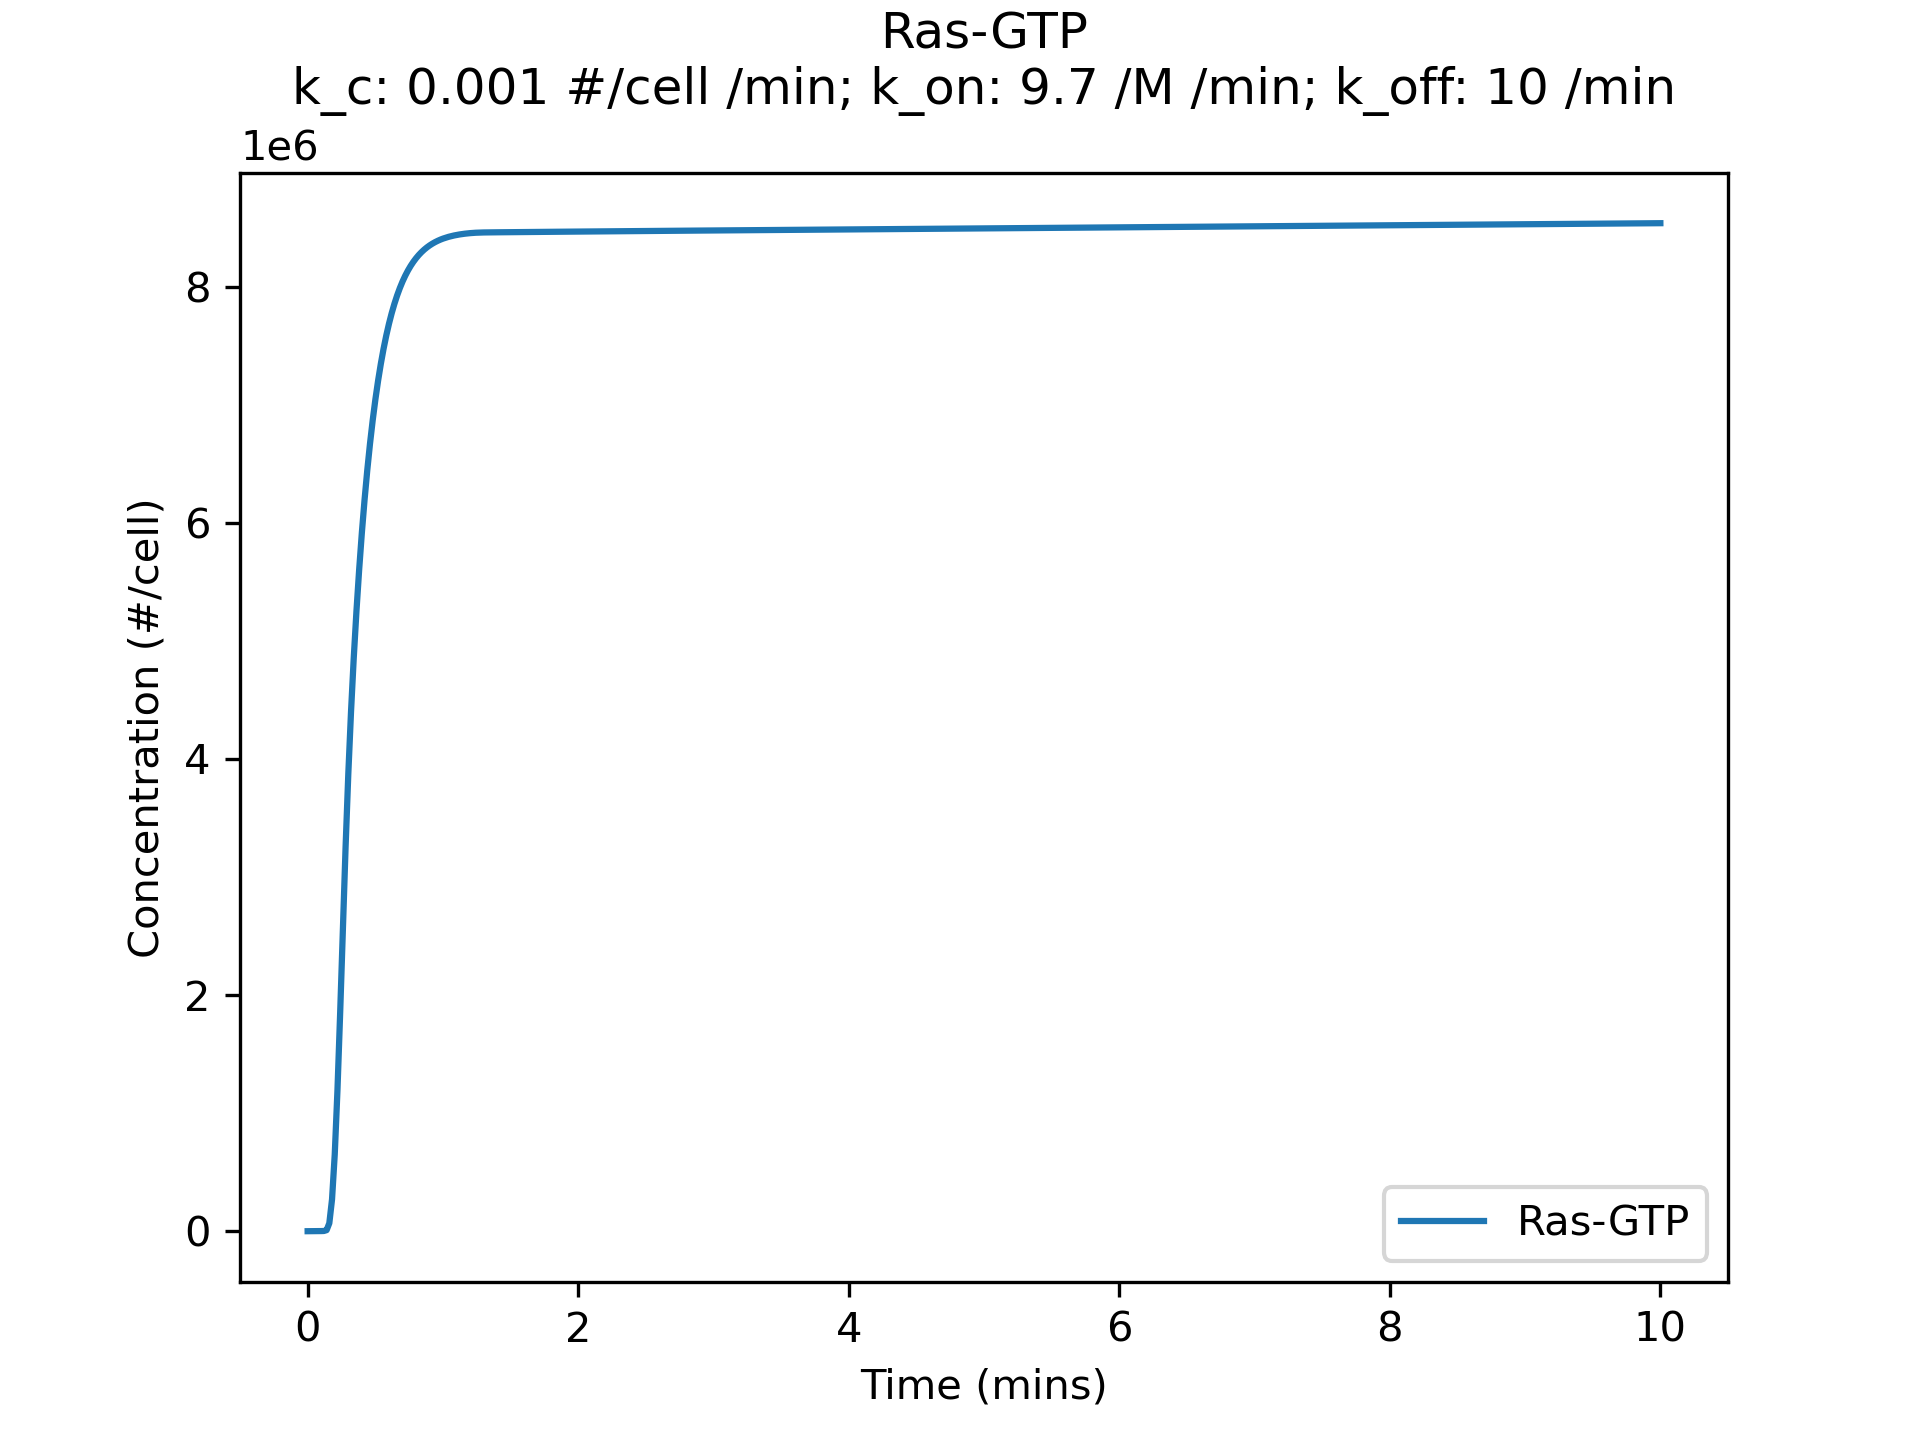 Ras-GTP
k_c: 0.001 #/cell /min; k_on: 9.7 /M /min; k_off: 10 /min
1e6
8
6
4
2
0
Concentration (#/cell)
Ras-GTP
0 2 4 6 8 10
Time (mins)